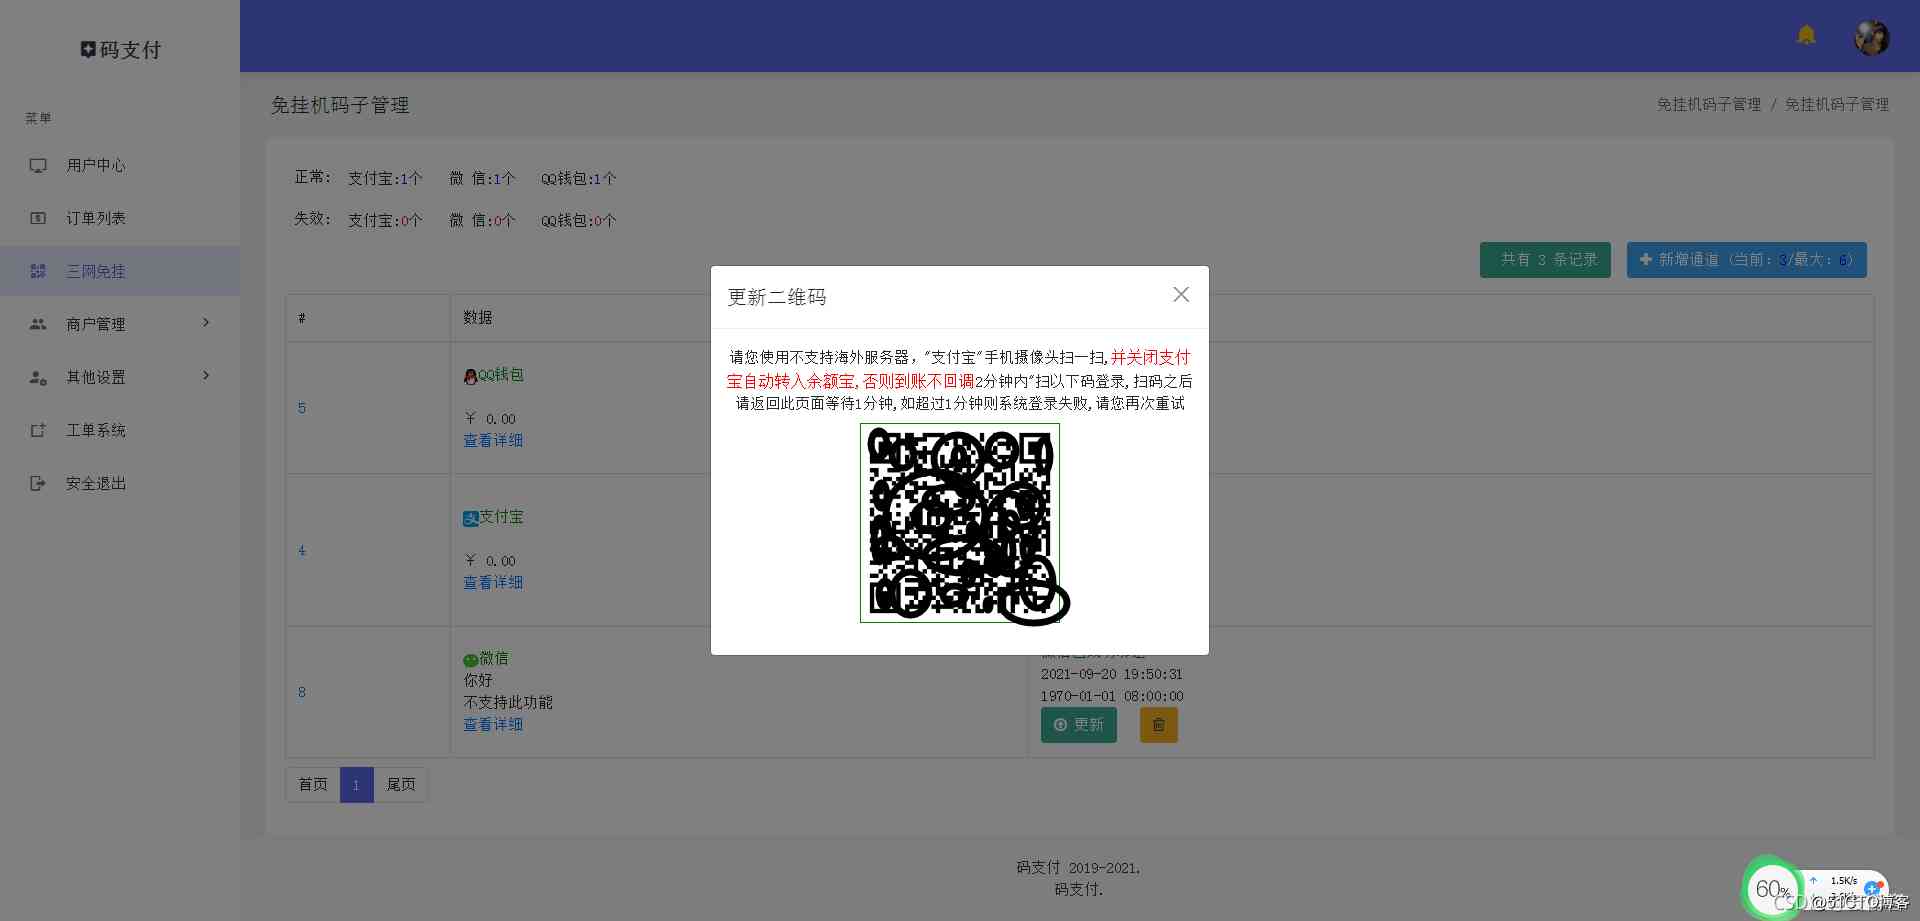 码支付
菜单
用户中心
订单列表
三网免挂
商户管理
其他设置
工单系统
安全退出
免挂机码子管理
免挂机码子管理 / 免挂机码子管理
正常: 支付宝:1个 微 信:1个 QQ钱包:1个
失效: 支付宝:0个 微 信:0个 QQ钱包:0个
共有 3 条记录
新增通道 (当前: 3/最大: 6)
# 数据
5
QQ钱包
¥ 0.00
查看详细
4
支付宝
¥ 0.00
查看详细
8
微信
你好
不支持此功能
查看详细
2021-09-20 19:50:31
1970-01-01 08:00:00
更新
首页 1 尾页
更新二维码
请您使用不支持海外服务器，"支付宝"手机摄像头扫一扫,并关闭支付
宝自动转入余额宝,否则到账不回调2分钟内"扫以下码登录,扫码之后
请返回此页面等待1分钟,如超过1分钟则系统登录失败,请您再次重试
码支付 2019-2021.
码支付.
60%
1.5K/s
@51CTO博客